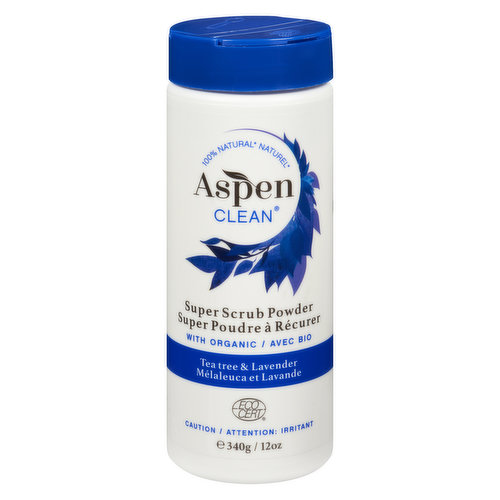 100% NATURAL* NATUREL*
Aspen
CLEAN®
Super Scrub Powder
Super Poudre à Récurer
WITH ORGANIC / AVEC BIO
Tea tree & Lavender
Mélaleuca et Lavande
ECO
CERT®
CAUTION / ATTENTION: IRRITANT
℮ 340g / 12oz